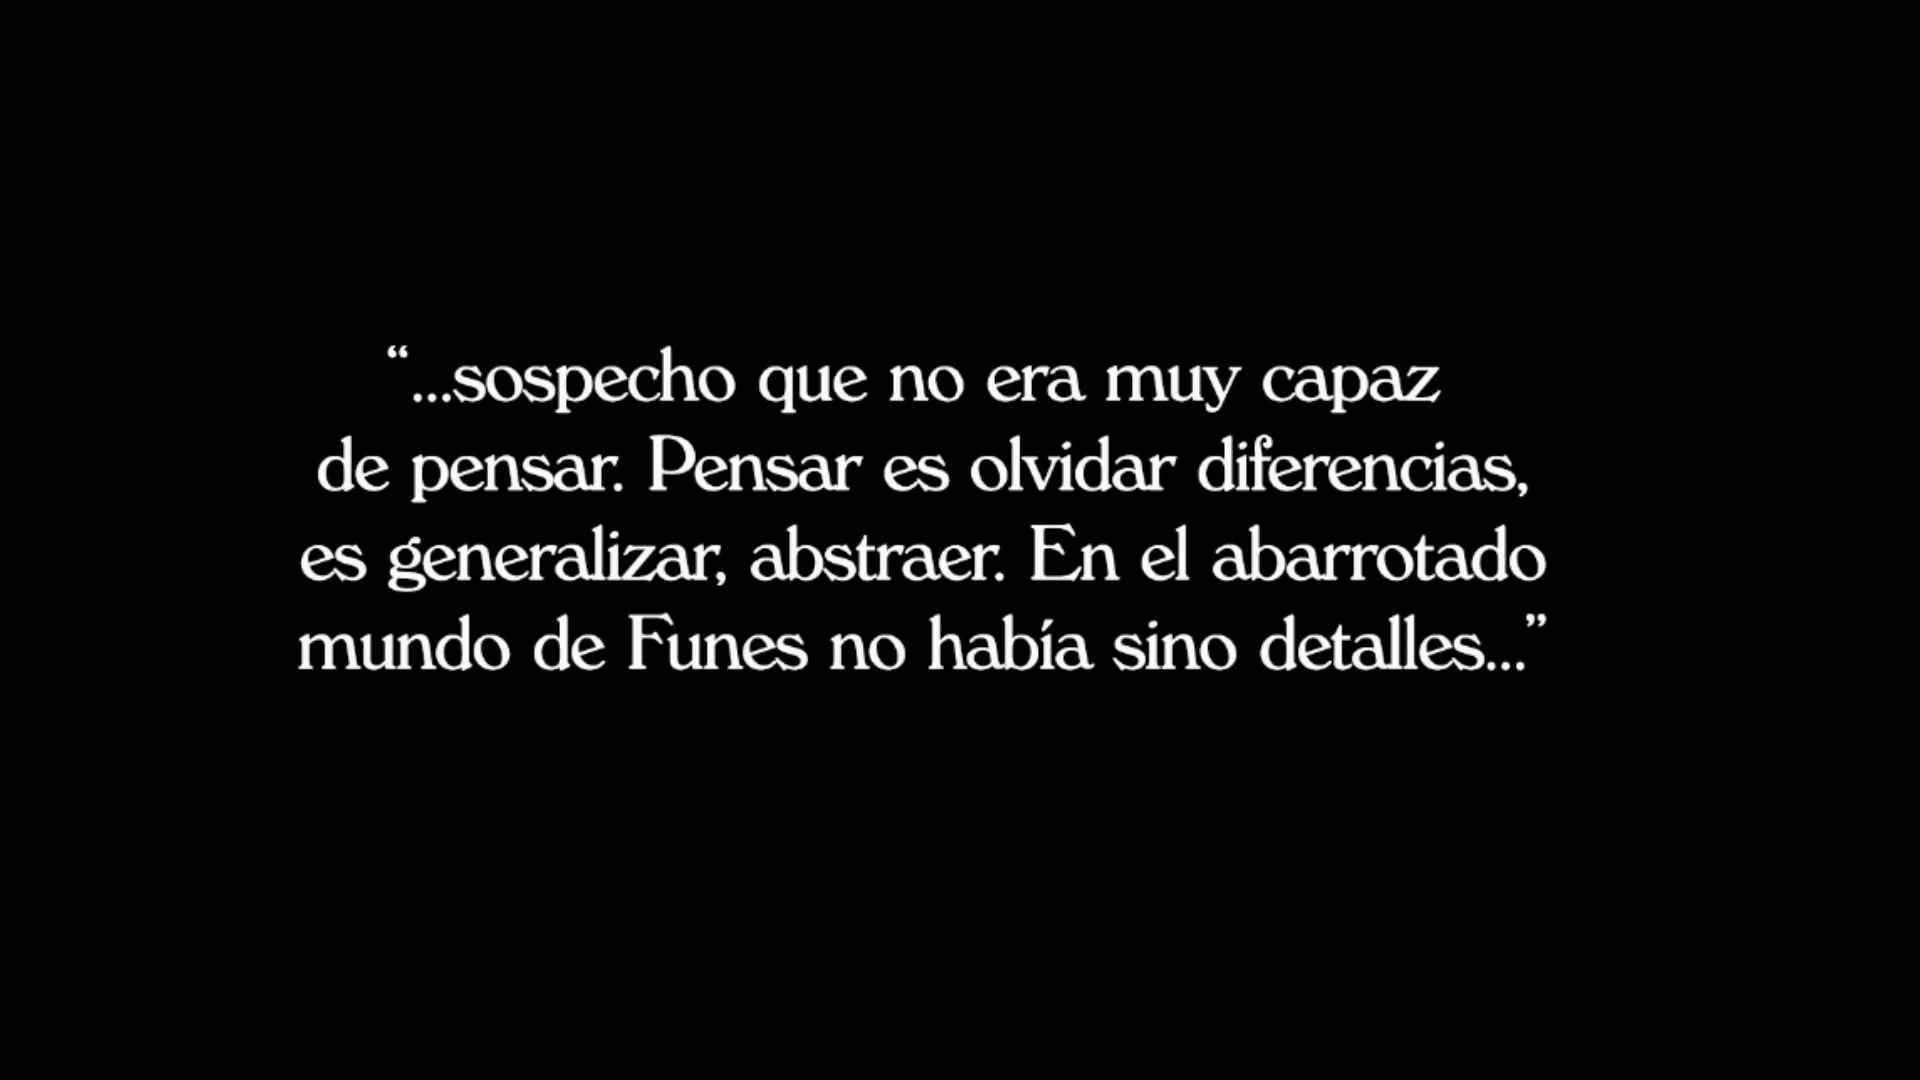 “...sospecho que no era muy capaz
de pensar. Pensar es olvidar diferencias,
es generalizar, abstraer. En el abarrotado
mundo de Funes no había sino detalles...”